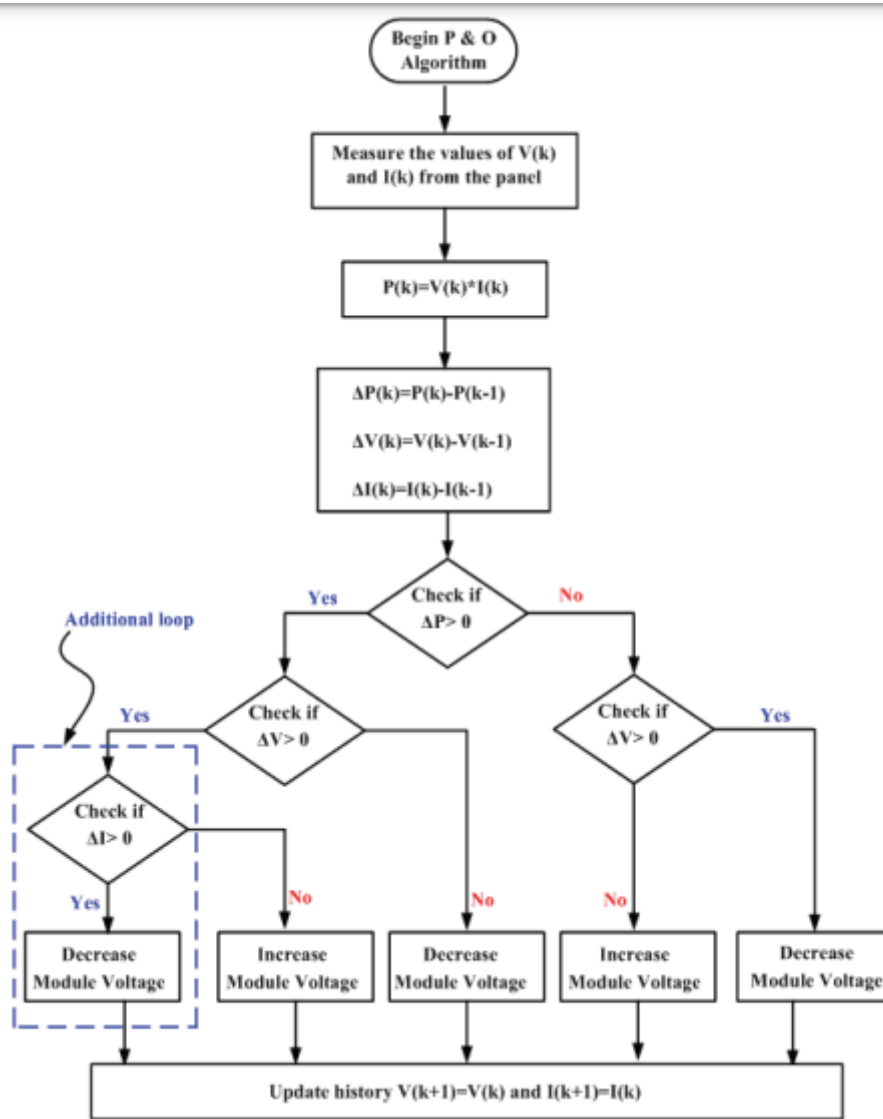 Begin P & O
Algorithm
Measure the values of V(k)
and I(k) from the panel
P(k)=V(k)*I(k)
ΔP(k)=P(k)-P(k-1)
ΔV(k)=V(k)-V(k-1)
ΔI(k)=I(k)-I(k-1)
Check if
ΔP> 0
Yes
No
Additional loop
Check if
ΔV> 0
Yes
No
Check if
ΔV> 0
Yes
No
Check if
ΔI> 0
Yes
No
Decrease
Module Voltage
Increase
Module Voltage
Decrease
Module Voltage
Increase
Module Voltage
Decrease
Module Voltage
Update history V(k+1)=V(k) and I(k+1)=I(k)